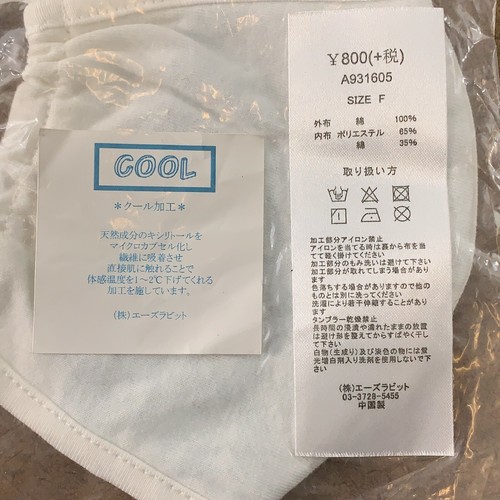 COOL
＊クール加工＊
天然成分のキシリトールを
マイクロカプセル化し
繊維に吸着させ
直接肌に触れることで
体感温度を1〜2℃下げてくれる
加工を施しています。
(株)エーズラビット
￥800(+税)
A931605
SIZE F
外布 綿 100%
内布 ポリエステル 65%
綿 35%
取り扱い方
加工部分アイロン禁止
アイロンを当てる時は裏から布を当
てて軽く掛けてください
加工部分のもみ洗いは避けて下さい
加工部分が取れてしまう場合があり
ます
色落ちする場合がありますので他の
ものとは別に洗ってください
洗濯により若干伸縮することがあり
ます
タンブラー乾燥禁止
長時間の浸漬や濡れたままの放置
は避け形を整えてからすばやく干し
て下さい
白物(生成り)及び淡色の物には蛍
光増白剤入り洗剤を使用しないで下
さい
(株)エーズラビット
03-3728-5455
中国製